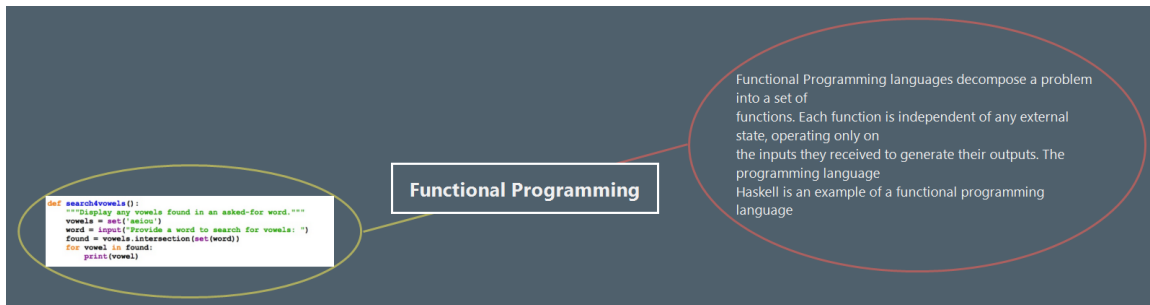 Functional Programming languages decompose a problem
into a set of
functions. Each function is independent of any external
state, operating only on
the inputs they received to generate their outputs. The
programming language
Haskell is an example of a functional programming
language
Functional Programming
def search4vowels():
    """Display any vowels found in an asked-for word."""
    vowels = set('aeiou')
    word = input("Provide a word to search for vowels: ")
    found = vowels.intersection(set(word))
    for vowel in found:
        print(vowel)